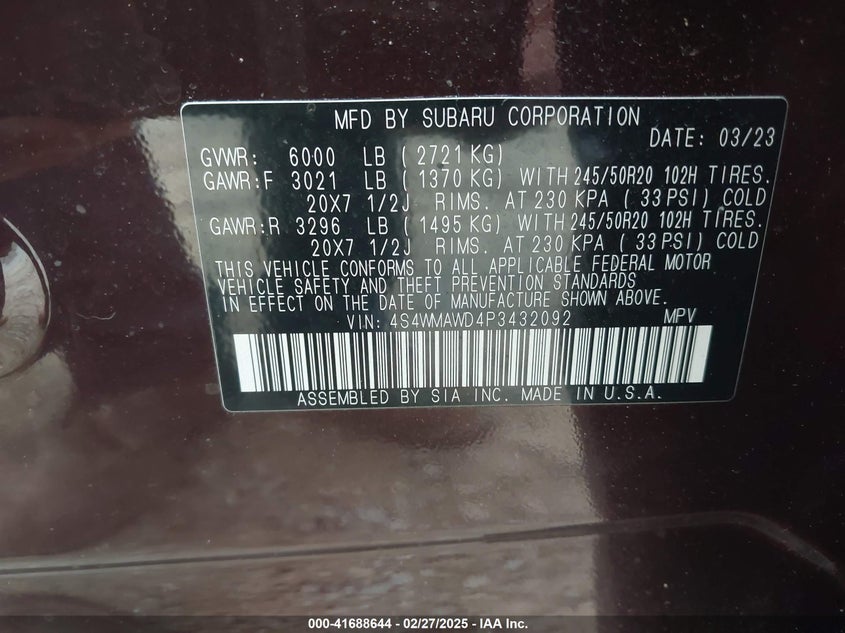 MFD BY SUBARU CORPORATION
DATE: 03/23
GVWR: 6000 LB ( 2721 KG)
GAWR:F 3021 LB ( 1370 KG) WITH 245/50R20 102H TIRES.
20X7 1/2J RIMS. AT 230 KPA ( 33 PSI) COLD
GAWR:R 3296 LB ( 1495 KG) WITH 245/50R20 102H TIRES.
20X7 1/2J RIMS. AT 230 KPA ( 33 PSI) COLD
THIS VEHICLE CONFORMS TO ALL APPLICABLE FEDERAL MOTOR
VEHICLE SAFETY AND THEFT PREVENTION STANDARDS
IN EFFECT ON THE DATE OF MANUFACTURE SHOWN ABOVE.
VIN: 4S4WMAWD4P3432092 MPV
ASSEMBLED BY SIA INC. MADE IN U.S.A.
000-41688644 / 02/27/2025 - IAA Inc.